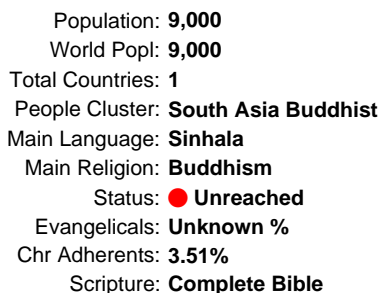 Population: 9,000
World Popl: 9,000
Total Countries: 1
People Cluster: South Asia Buddhist
Main Language: Sinhala
Main Religion: Buddhism
Status: Unreached
Evangelicals: Unknown %
Chr Adherents: 3.51%
Scripture: Complete Bible